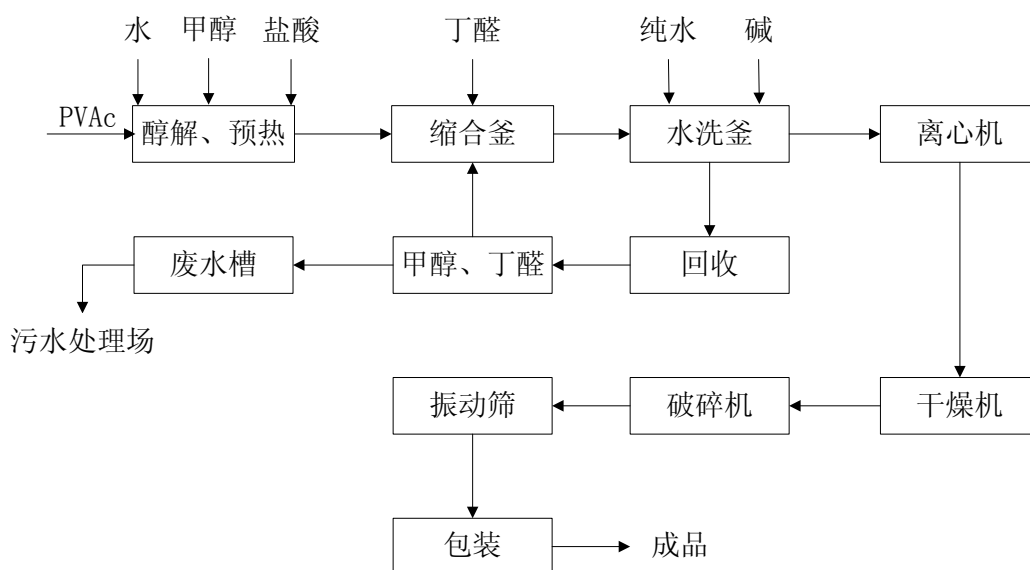 水 甲醇 盐酸 丁醛 纯水 碱
PVAc
醇解、预热 缩合釜 水洗釜 离心机
废水槽 甲醇、丁醛 回收
污水处理场
振动筛 破碎机 干燥机
包装 成品